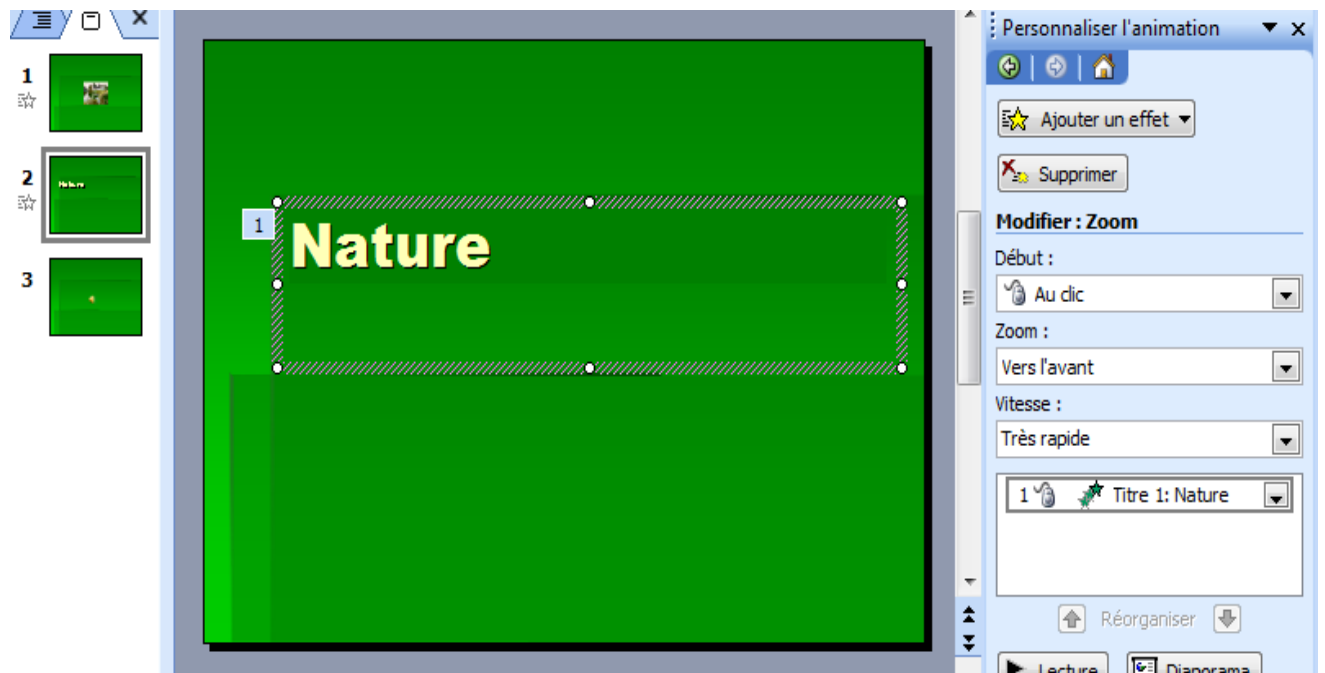 1
2
3
Nature
1
Nature
Personnaliser l'animation
Ajouter un effet
Supprimer
Modifier : Zoom
Début :
Au clic
Zoom :
Vers l'avant
Vitesse :
Très rapide
1 Titre 1: Nature
Réorganiser
Lecture Diaporama